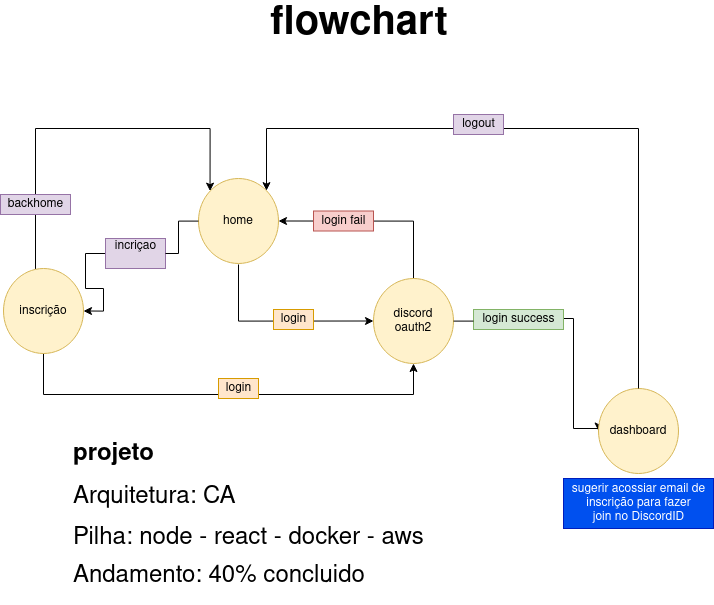 flowchart
logout
backhome
home
login fail
incriçao
inscrição
discord
oauth2
login
login success
login
dashboard
projeto
Arquitetura: CA
Pilha: node - react - docker - aws
Andamento: 40% concluido
sugerir acossiar email de
inscrição para fazer
join no DiscordID